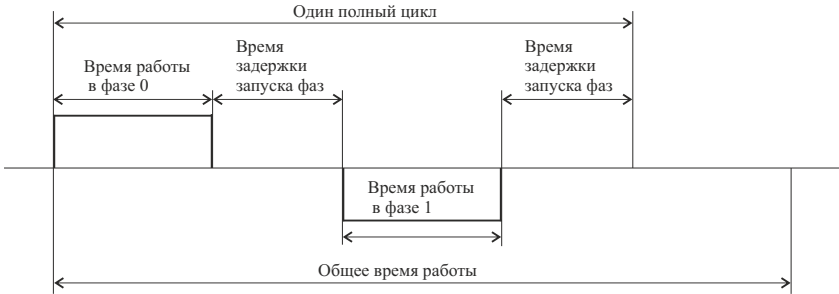 Один полный цикл
Время работы
в фазе 0
Время
задержки
запуска фаз
Время
задержки
запуска фаз
Время работы
в фазе 1
Общее время работы